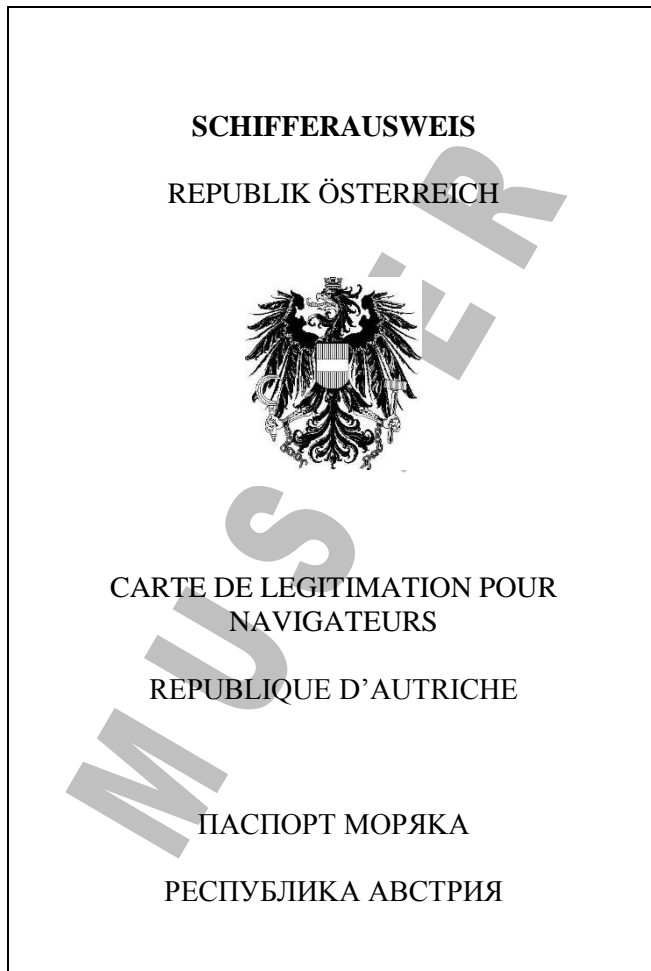 SCHIFFERAUSWEIS
REPUBLIK ÖSTERREICH
MUSTER
CARTE DE LEGITIMATION POUR
NAVIGATEURS
REPUBLIQUE D’AUTRICHE
ПАСПОРТ МОРЯКА
РЕСПУБЛИКА АВСТРИЯ